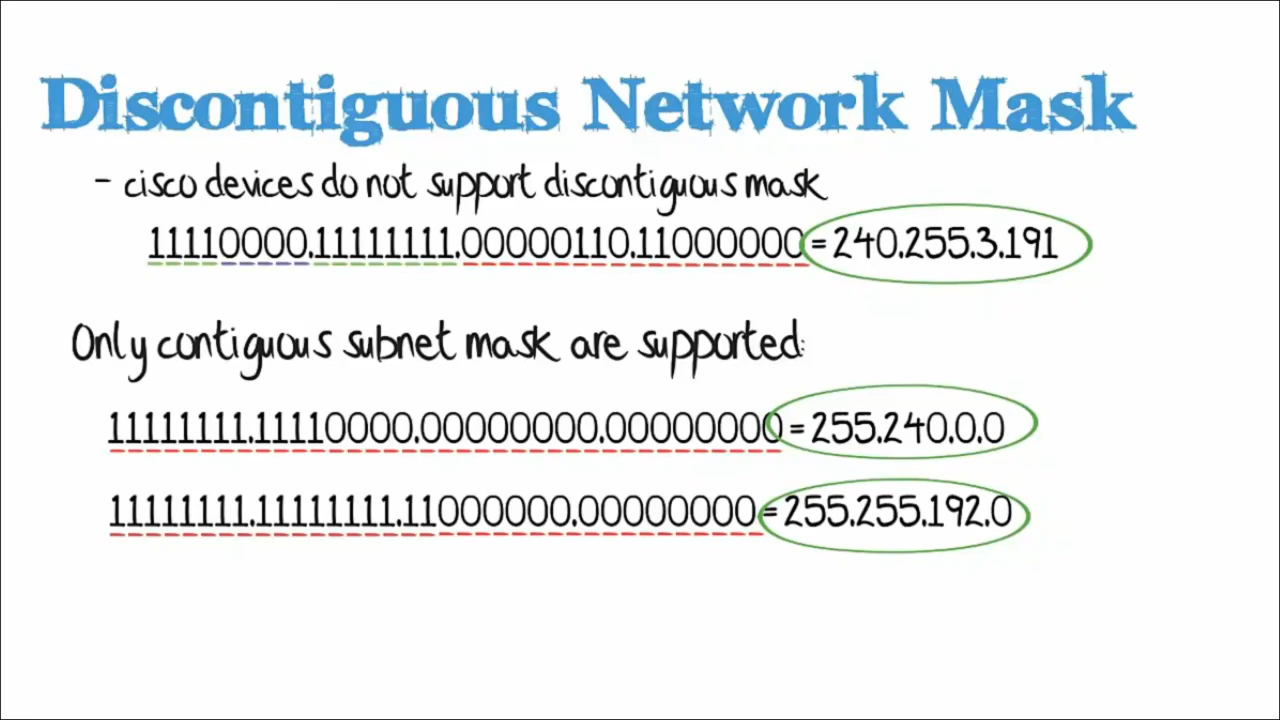 Discontiguous Network Mask
- cisco devices do not support discontiguous mask
11110000.11111111.00000110.11000000 = 240.255.3.191
Only contiguous subnet mask are supported:
11111111.11110000.00000000.00000000 = 255.240.0.0
11111111.11111111.11000000.00000000 = 255.255.192.0